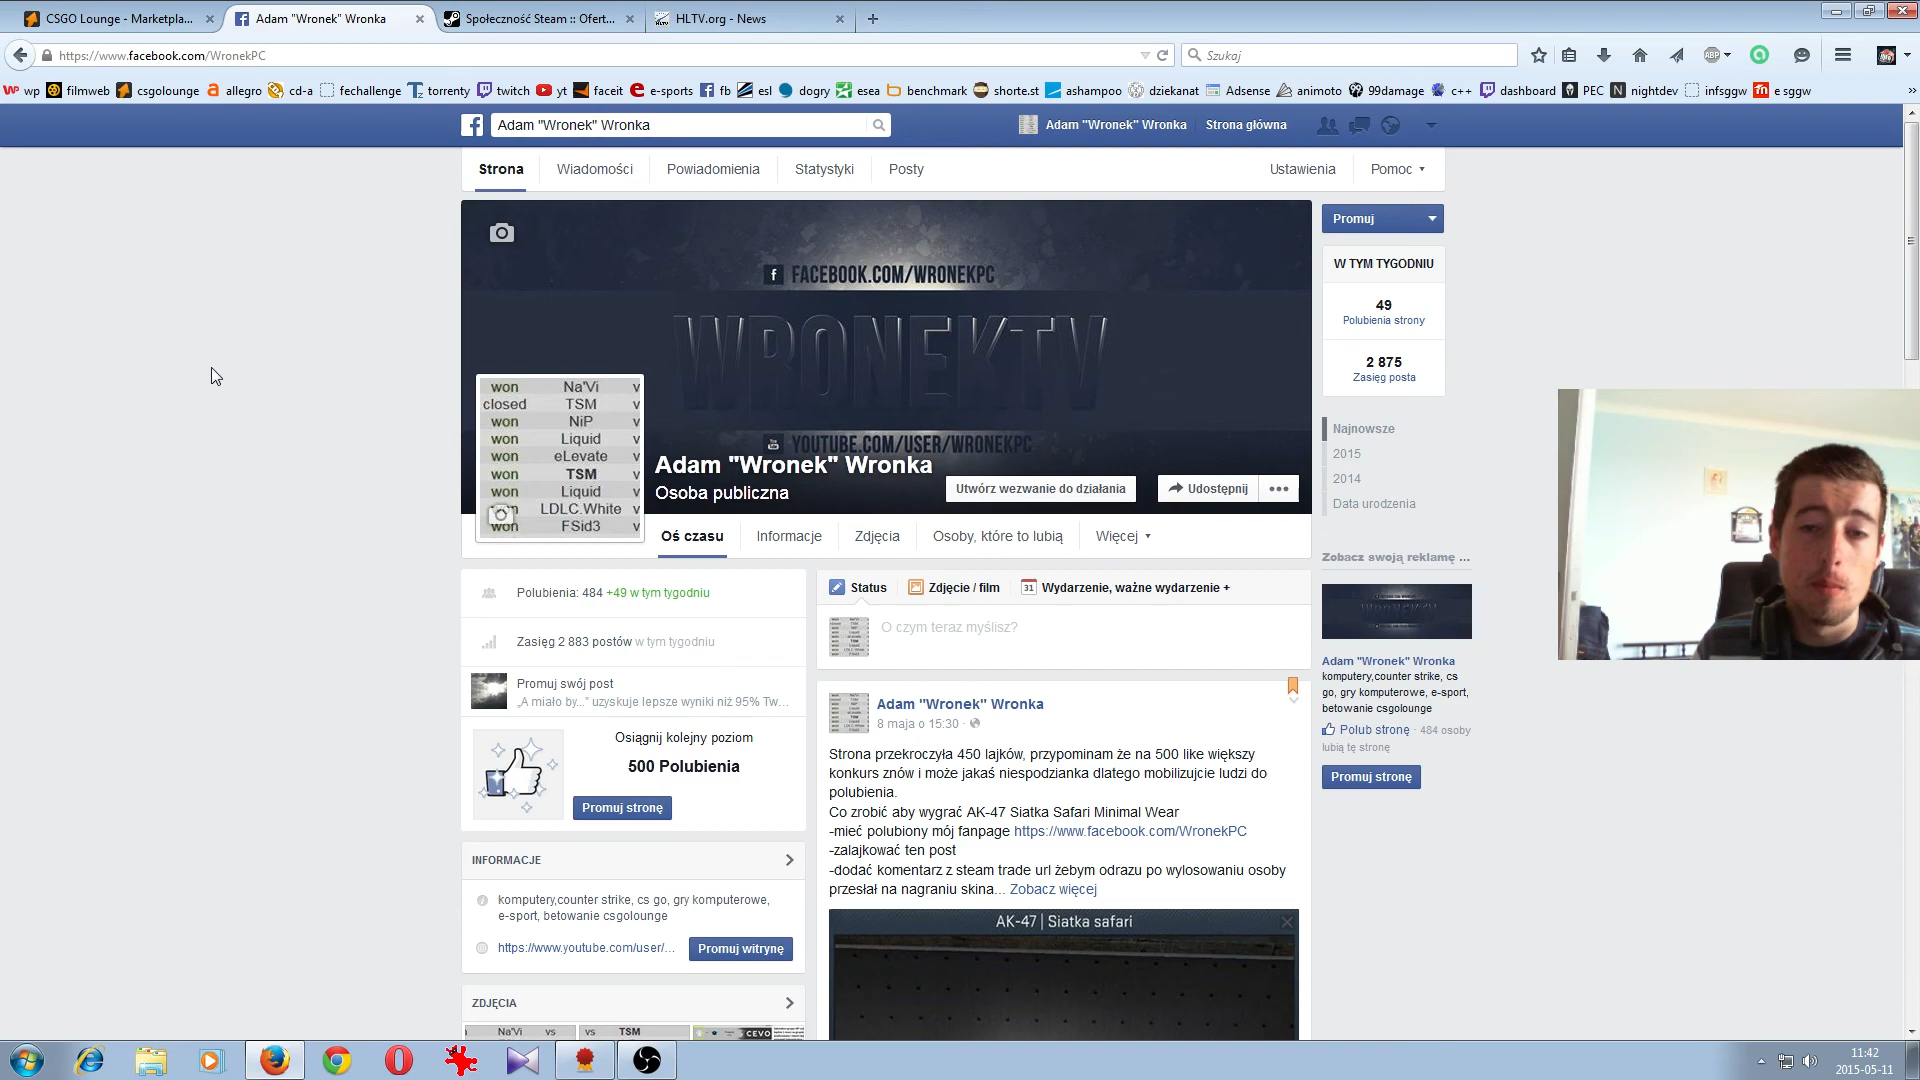 CSGO Lounge - Marketpla...
Adam "Wronek" Wronka
Społeczność Steam :: Ofert...
HLTV.org - News
https://www.facebook.com/WronekPC
Szukaj
wp filmweb csgolounge allegro cd-a fechallenge torrenty twitch yt faceit e-sports fb esl dogry esea benchmark shorte.st ashampoo dziekanat Adsense animoto 99damage c++ dashboard PEC nightdev infsggw e sggw
Adam "Wronek" Wronka
Adam "Wronek" Wronka Strona główna
Strona Wiadomości Powiadomienia Statystyki Posty Ustawienia Pomoc
FACEBOOK.COM/WRONEKPC
WRONEKTV
YOUTUBE.COM/USER/WRONEKPC
won Na'Vi v
closed TSM v
won NiP v
won Liquid v
won eLevate v
won TSM v
won Liquid v
won LDLC.White v
won FSid3 v
Adam "Wronek" Wronka
Osoba publiczna
Utwórz wezwanie do działania
Udostępnij
Oś czasu Informacje Zdjęcia Osoby, które to lubią Więcej
Promuj
W TYM TYGODNIU
49
Polubienia strony
2 875
Zasięg posta
Najnowsze
2015
2014
Data urodzenia
Zobacz swoją reklamę ...
Adam "Wronek" Wronka
komputery,counter strike, cs
go, gry komputerowe, e-sport,
betowanie csgolounge
Polub stronę · 484 osoby
lubią tę stronę
Promuj stronę
Polubienia: 484 +49 w tym tygodniu
Zasięg 2 883 postów w tym tygodniu
Promuj swój post
„A miało by...” uzyskuje lepsze wyniki niż 95% Tw...
Osiągnij kolejny poziom
500 Polubienia
Promuj stronę
INFORMACJE
komputery,counter strike, cs go, gry komputerowe,
e-sport, betowanie csgolounge
https://www.youtube.com/user/...
Promuj witrynę
ZDJĘCIA
Na'Vi vs vs TSM CEVO
Status Zdjęcie / film 31 Wydarzenie, ważne wydarzenie +
O czym teraz myślisz?
Adam "Wronek" Wronka
8 maja o 15:30 ·
Strona przekroczyła 450 lajków, przypominam że na 500 like większy
konkurs znów i może jakaś niespodzianka dlatego mobilizujcie ludzi do
polubienia.
Co zrobić aby wygrać AK-47 Siatka Safari Minimal Wear
-mieć polubiony mój fanpage https://www.facebook.com/WronekPC
-zalajkować ten post
-dodać komentarz z steam trade url żebym odrazu po wylosowaniu osoby
przesłał na nagraniu skina... Zobacz więcej
AK-47 | Siatka safari
11:42
2015-05-11